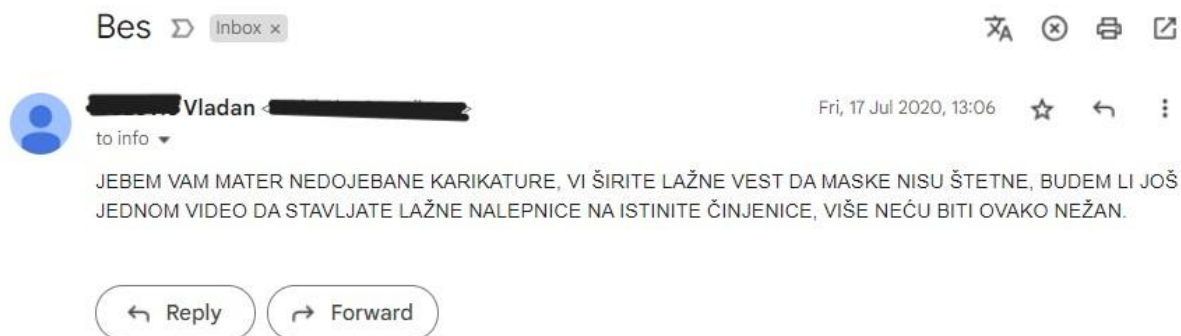 Bes Inbox ×
Vladan
Fri, 17 Jul 2020, 13:06
to info
JEBEM VAM MATER NEDOJEBANE KARIKATURE, VI ŠIRITE LAŽNE VEST DA MASKE NISU ŠTETNE, BUDEM LI JOŠ
JEDNOM VIDEO DA STAVLJATE LAŽNE NALEPNICE NA ISTINITE ČINJENICE, VIŠE NEĆU BITI OVAKO NEŽAN.
Reply Forward